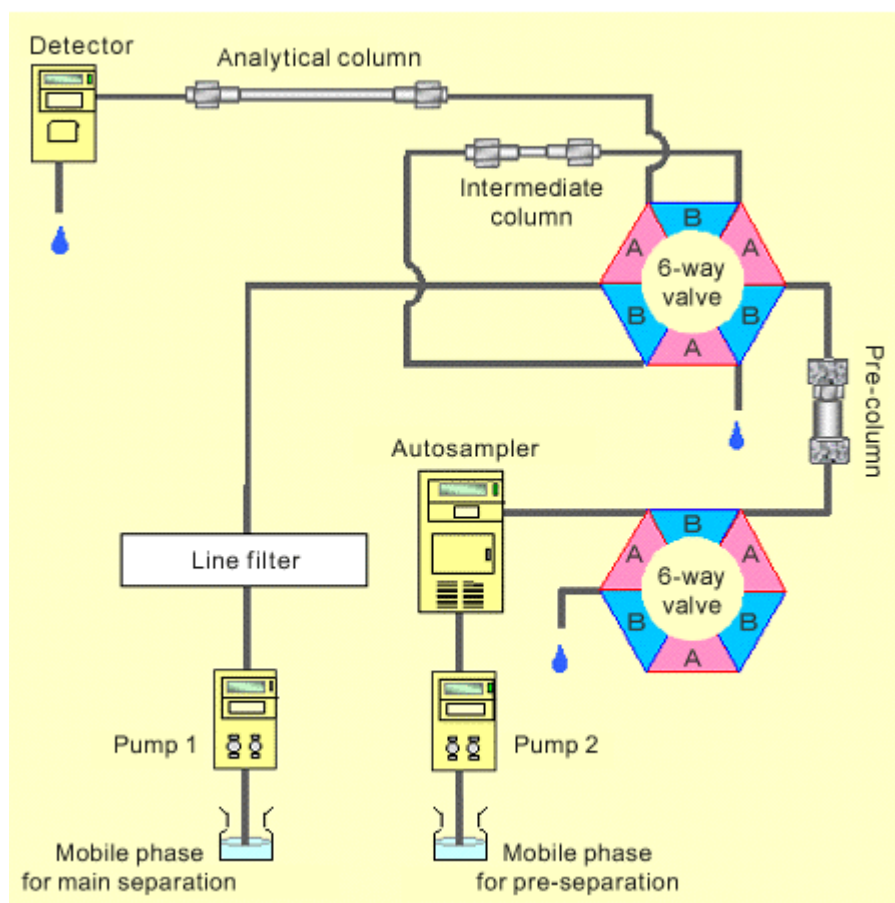 Detector
Analytical column
Intermediate
column
B
A
A
6-way
valve
B
B
A
Pre-column
Autosampler
Line filter
B
A
A
6-way
valve
B
B
A
Pump 1
Pump 2
Mobile phase
for main separation
Mobile phase
for pre-separation